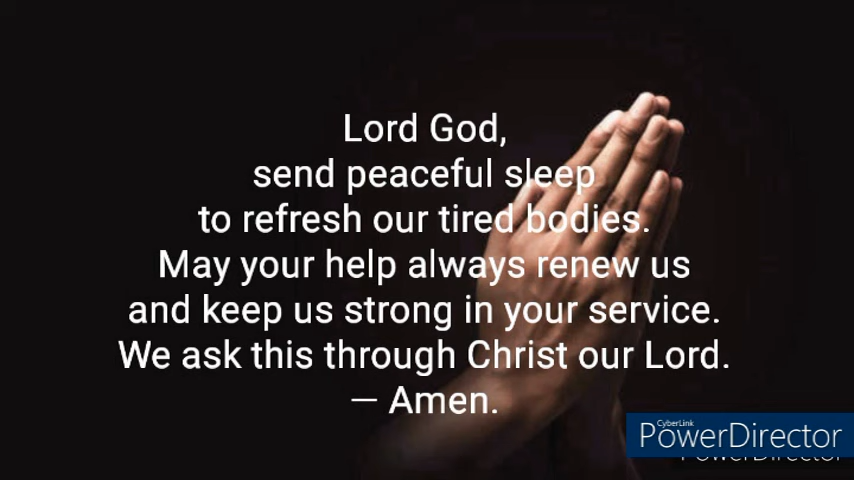 Lord God,
send peaceful sleep
to refresh our tired bodies.
May your help always renew us
and keep us strong in your service.
We ask this through Christ our Lord.
— Amen.
CyberLink
PowerDirector
PowerDirector